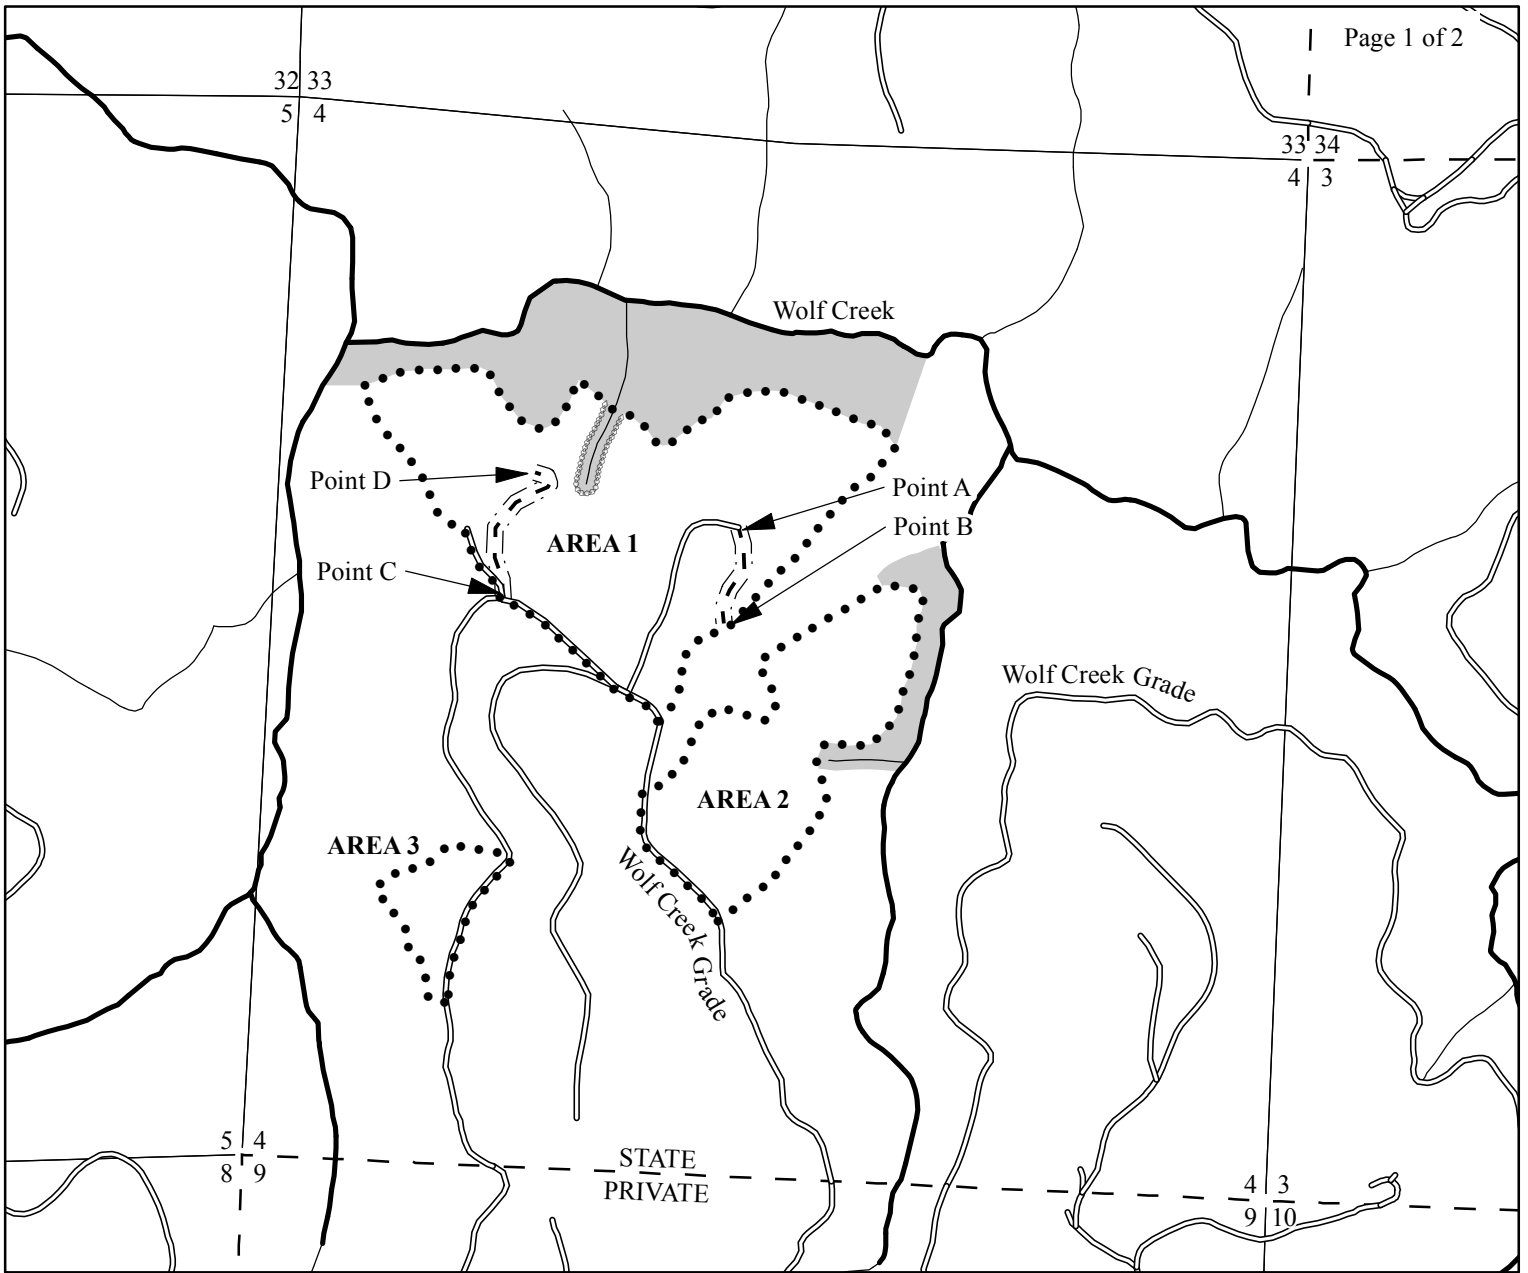 Page 1 of 2
32 33
5 4
33 34
4 3
Wolf Creek
Point D
Point A
Point B
AREA 1
Point C
Wolf Creek Grade
AREA 2
AREA 3
Wolf Creek Grade
5 4
8 9
STATE
PRIVATE
4 3
9 10